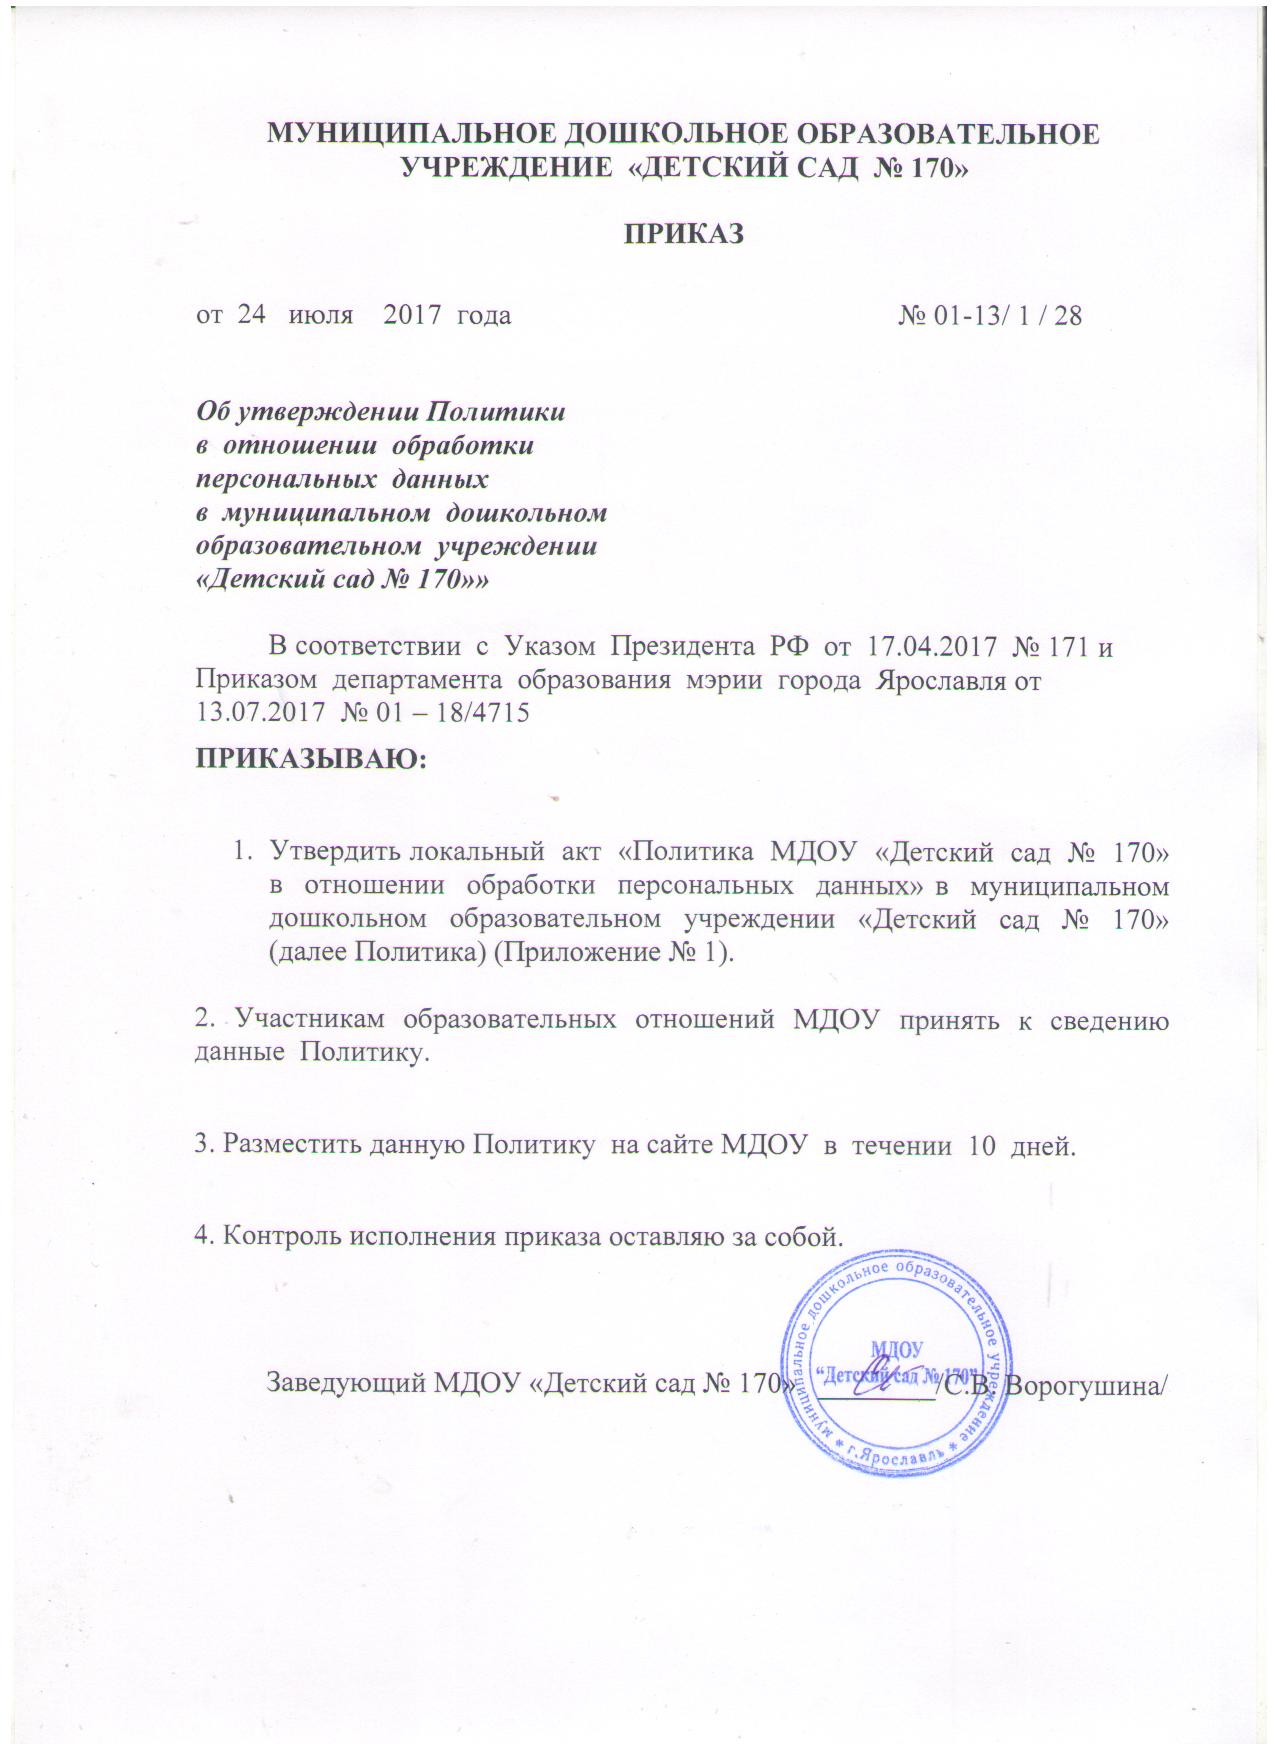 МУНИЦИПАЛЬНОЕ ДОШКОЛЬНОЕ ОБРАЗОВАТЕЛЬНОЕ
УЧРЕЖДЕНИЕ «ДЕТСКИЙ САД № 170»
ПРИКАЗ
от 24 июля 2017 года № 01-13/ 1 / 28
Об утверждении Политики
в отношении обработки
персональных данных
в муниципальном дошкольном
образовательном учреждении
«Детский сад № 170»»
В соответствии с Указом Президента РФ от 17.04.2017 № 171 и
Приказом департамента образования мэрии города Ярославля от
13.07.2017 № 01 – 18/4715
ПРИКАЗЫВАЮ:
1. Утвердить локальный акт «Политика МДОУ «Детский сад № 170»
в отношении обработки персональных данных» в муниципальном
дошкольном образовательном учреждении «Детский сад № 170»
(далее Политика) (Приложение № 1).
2. Участникам образовательных отношений МДОУ принять к сведению
данные Политику.
3. Разместить данную Политику на сайте МДОУ в течении 10 дней.
4. Контроль исполнения приказа оставляю за собой.
Заведующий МДОУ «Детский сад № 170» ________/С.В. Ворогушина/
муниципальное дошкольное образовательное учреждение * г.Ярославль *
МДОУ
“Детский сад № 170”